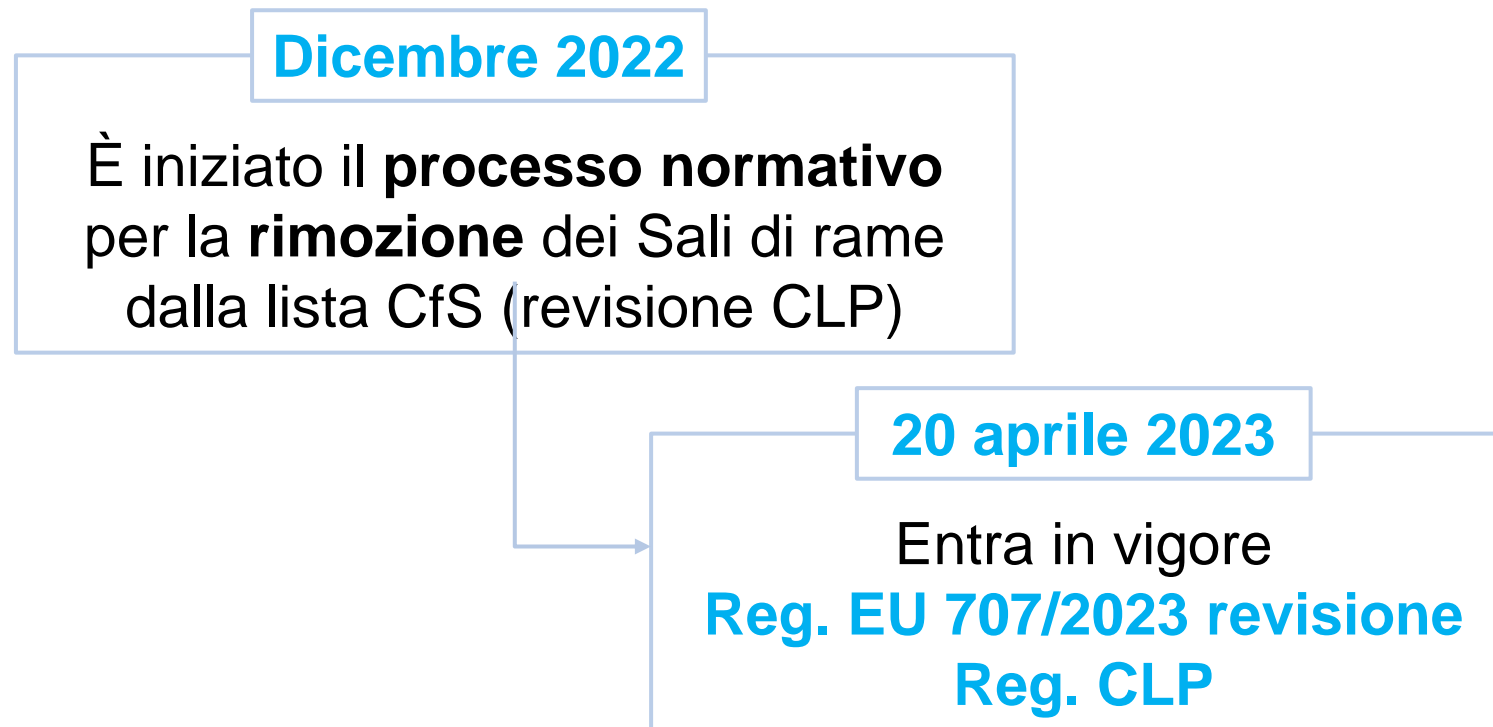 Dicembre 2022
È iniziato il processo normativo
per la rimozione dei Sali di rame
dalla lista CfS (revisione CLP)
20 aprile 2023
Entra in vigore
Reg. EU 707/2023 revisione
Reg. CLP